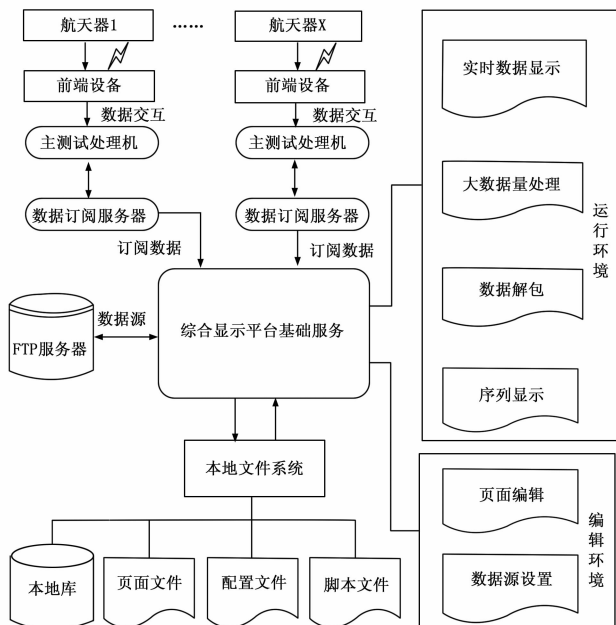 航天器1
……
航天器X
前端设备
前端设备
数据交互
数据交互
主测试处理机
主测试处理机
数据订阅服务器
数据订阅服务器
订阅数据
订阅数据
综合显示平台基础服务
数据源
FTP服务器
本地文件系统
本地库
页面文件
配置文件
脚本文件
实时数据显示
大数据量处理
数据解包
序列显示
运行环境
页面编辑
数据源设置
编辑环境